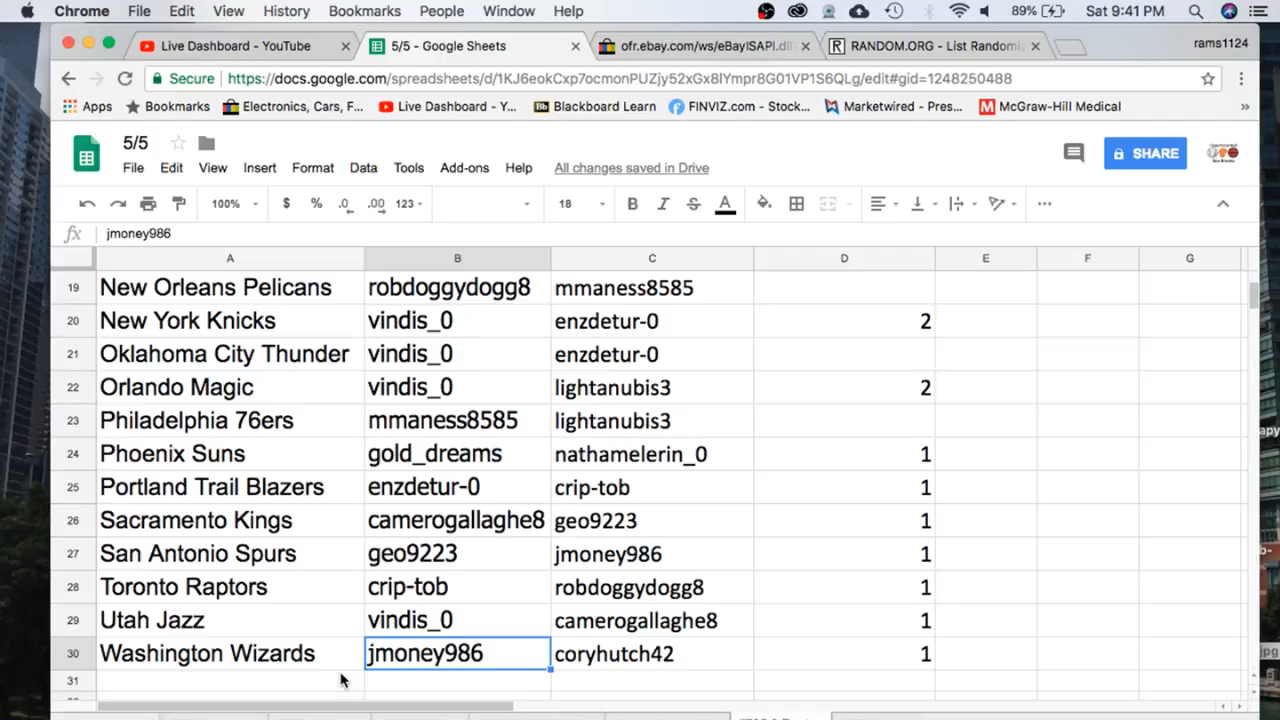 Chrome File Edit View History Bookmarks People Window Help 89% Sat 9:41 PM
Live Dashboard - YouTube 5/5 - Google Sheets ofr.ebay.com/ws/eBayISAPI.dl RANDOM.ORG - List Randomi rams1124
Secure https://docs.google.com/spreadsheets/d/1KJ6eokCxp7ocmonPUZjy52xGx8IYmpr8G01VP1S6QLg/edit#gid=1248250488
Apps Bookmarks Electronics, Cars, F... Live Dashboard - Y... Bb Blackboard Learn FINVIZ.com - Stock... Marketwired - Pres... M McGraw-Hill Medical »
5/5
SHARE
File Edit View Insert Format Data Tools Add-ons Help All changes saved in Drive
100% $ % .0 .00 123 18 B I S A
fx jmoney986
A B C D E F G
19 New Orleans Pelicans robdoggydogg8 mmaness8585
20 New York Knicks vindis_0 enzdetur-0 2
21 Oklahoma City Thunder vindis_0 enzdetur-0
22 Orlando Magic vindis_0 lightanubis3 2
23 Philadelphia 76ers mmaness8585 lightanubis3
24 Phoenix Suns gold_dreams nathamelerin_0 1
25 Portland Trail Blazers enzdetur-0 crip-tob 1
26 Sacramento Kings camerogallaghe8 geo9223 1
27 San Antonio Spurs geo9223 jmoney986 1
28 Toronto Raptors crip-tob robdoggydogg8 1
29 Utah Jazz vindis_0 camerogallaghe8 1
30 Washington Wizards jmoney986 coryhutch42 1
31